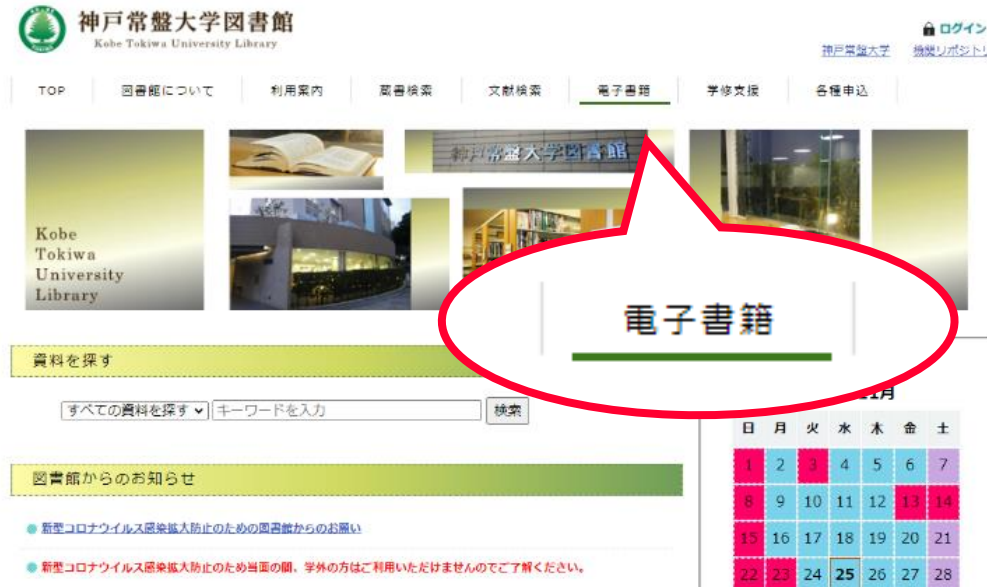 神戸常盤大学図書館
Kobe Tokiwa University Library
ログイン
神戸常盤大学 機関リポジトリ
TOP 図書館について 利用案内 蔵書検索 文献検索 電子書籍 学修支援 各種申込
神戸常盤大学図書館
Kobe
Tokiwa
University
Library
電子書籍
資料を探す
すべての資料を探す キーワードを入力 検索
月
日 月 火 水 木 金 土
1 2 3 4 5 6 7
8 9 10 11 12 13 14
15 16 17 18 19 20 21
22 23 24 25 26 27 28
図書館からのお知らせ
新型コロナウイルス感染拡大防止のための図書館からのお願い
新型コロナウイルス感染拡大防止のため当面の間、学外の方はご利用いただけませんのでご了解ください。